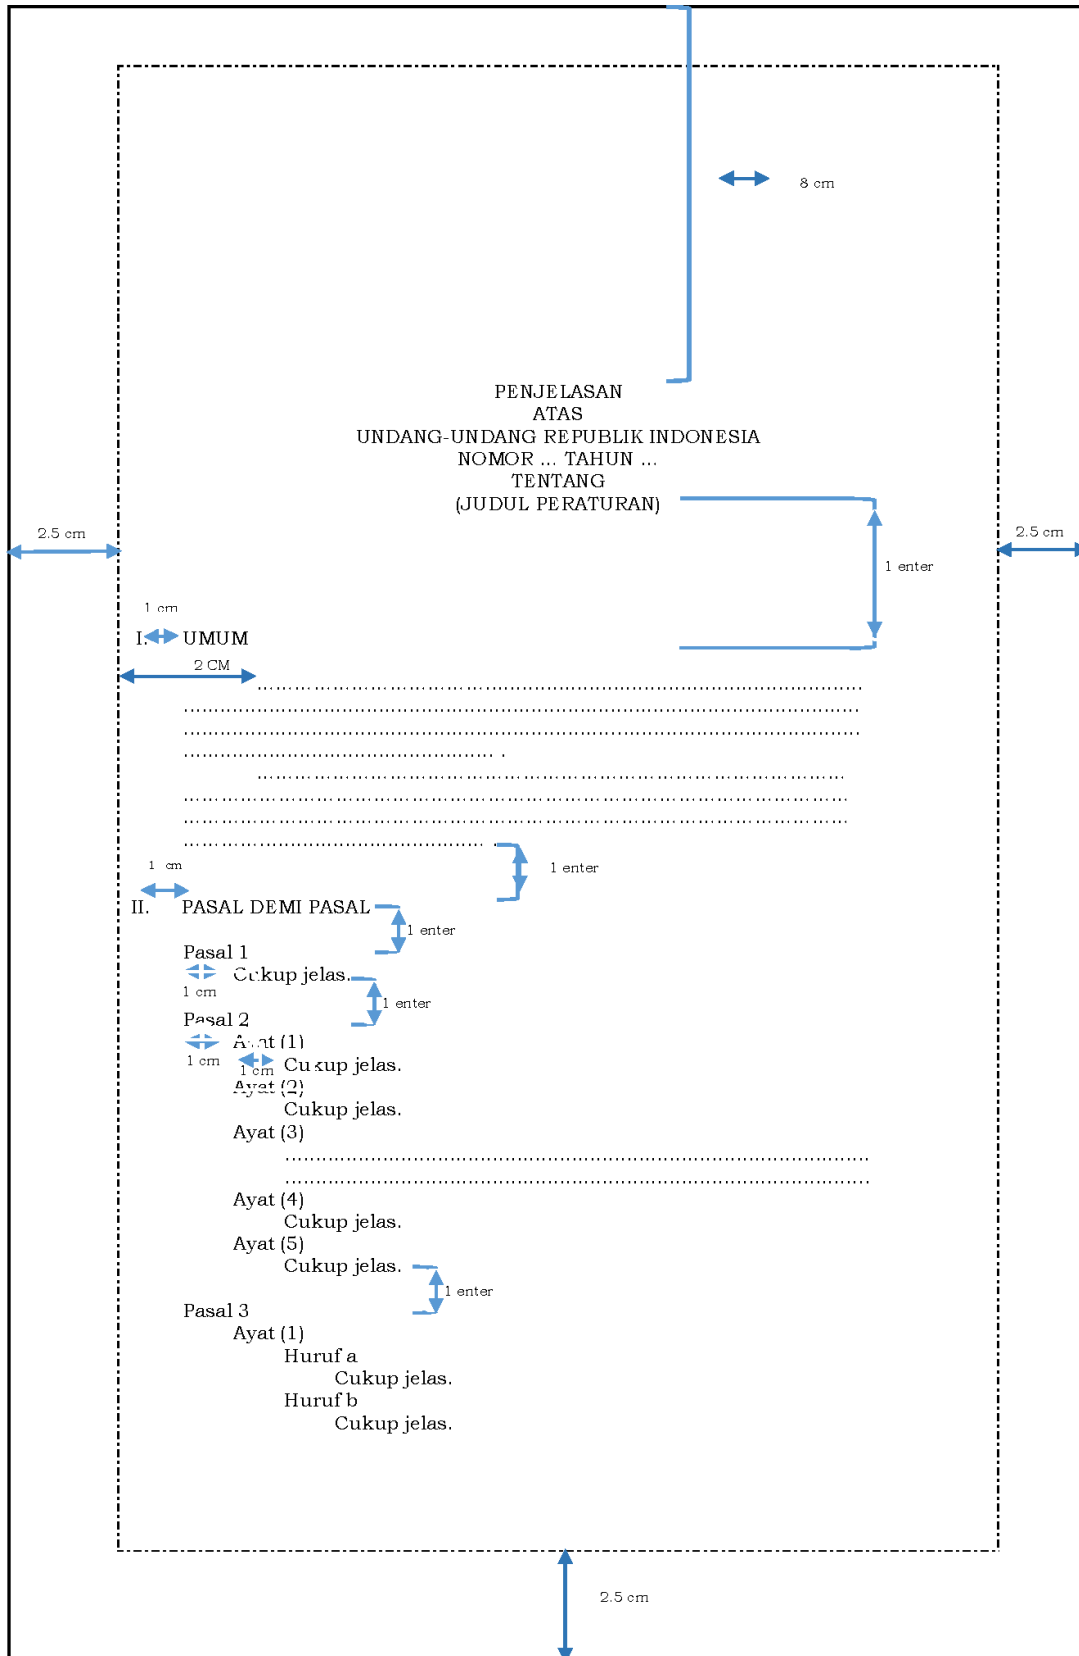 8 cm
PENJELASAN
ATAS
UNDANG-UNDANG REPUBLIK INDONESIA
NOMOR ... TAHUN ...
TENTANG
(JUDUL PERATURAN)
2.5 cm
2.5 cm
1 enter
1 cm
I. UMUM
2 CM
..........................................................................................
.....................................................................................................
.....................................................................................................
............................................... .
........................................................................................
...................................................................................................
...................................................................................................
............................................. .
1 cm
1 enter
II. PASAL DEMI PASAL
1 enter
Pasal 1
Cukup jelas.
1 cm
1 enter
Pasal 2
Ayat (1)
1 cm
1 cm
Cukup jelas.
Ayat (2)
Cukup jelas.
Ayat (3)
.......................................................................................
.......................................................................................
Ayat (4)
Cukup jelas.
Ayat (5)
Cukup jelas.
1 enter
Pasal 3
Ayat (1)
Huruf a
Cukup jelas.
Huruf b
Cukup jelas.
2.5 cm